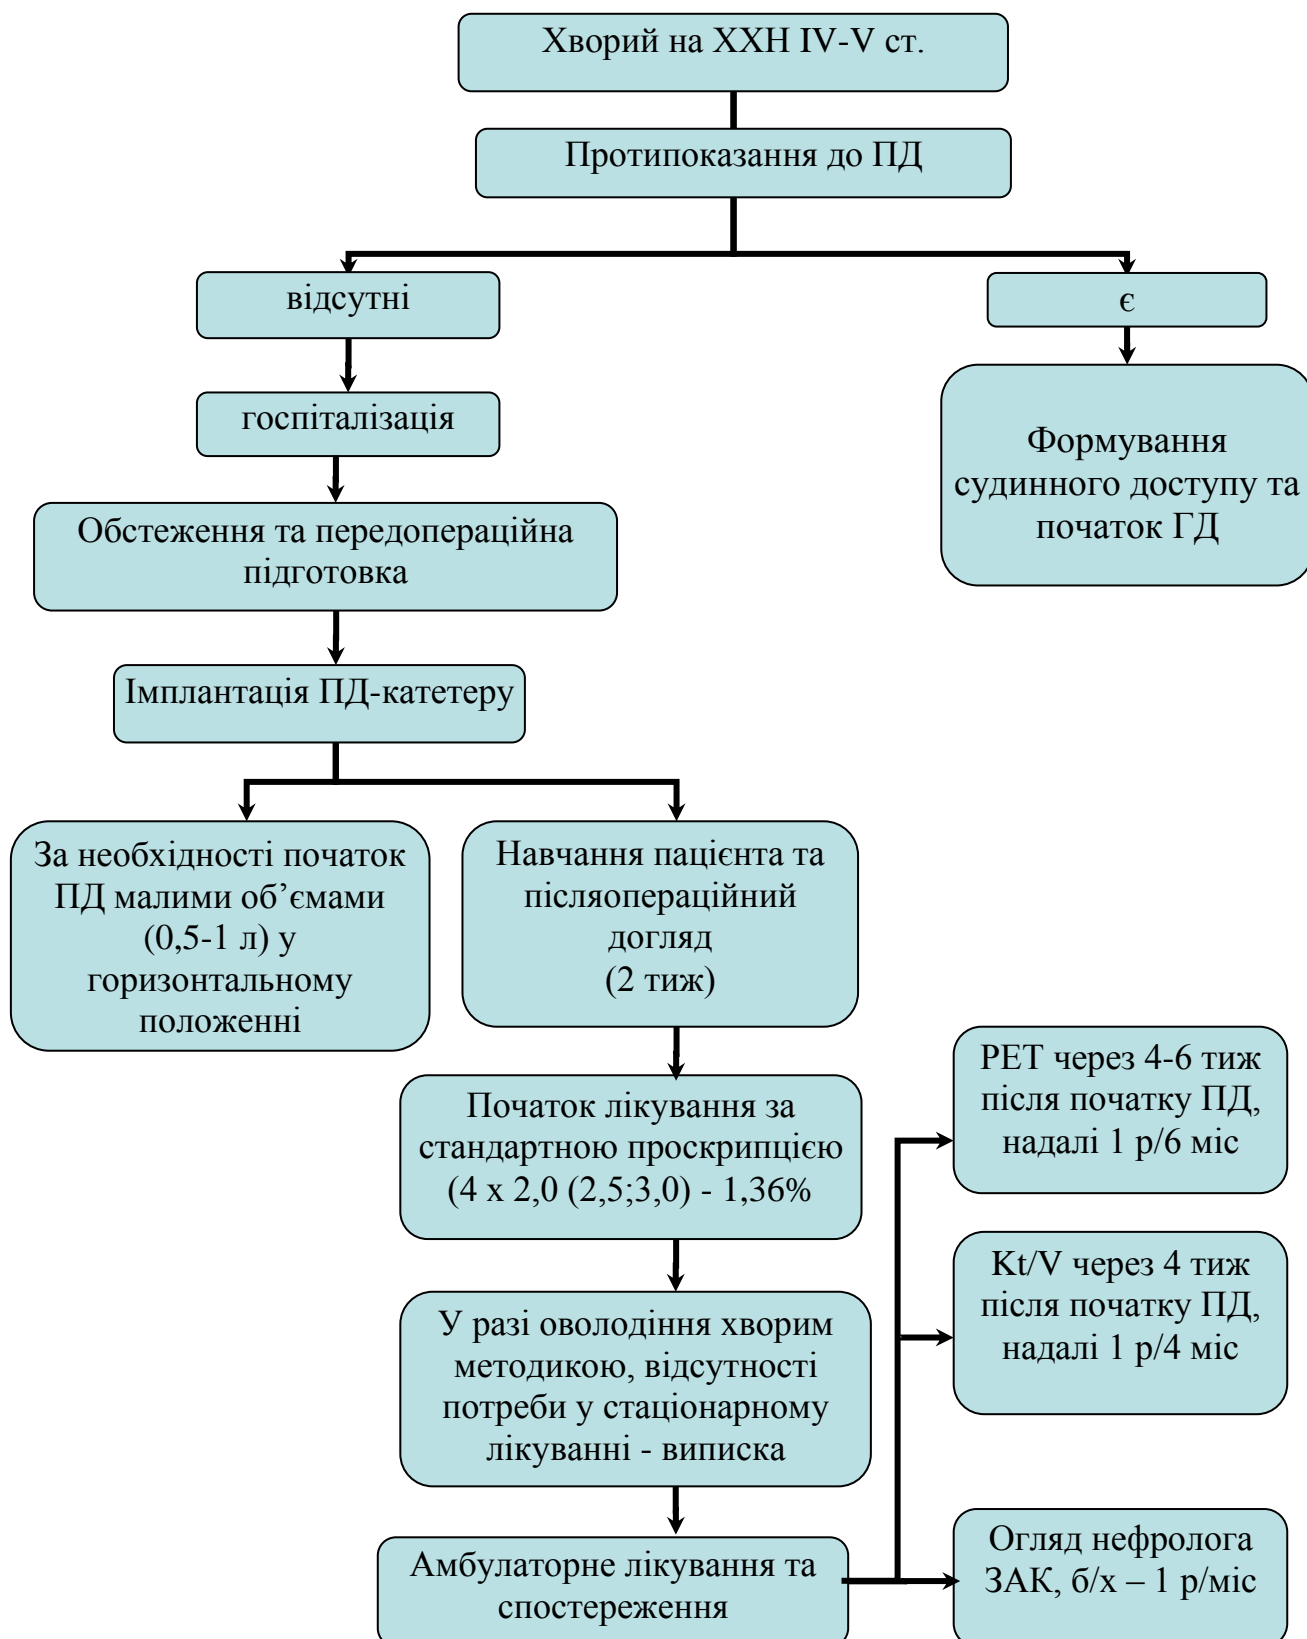 Хворий на ХХН IV-V ст.
Протипоказання до ПД
відсутні
є
госпіталізація
Формування
судинного доступу та
початок ГД
Обстеження та передопераційна
підготовка
Імплантація ПД-катетеру
За необхідності початок
ПД малими об’ємами
(0,5-1 л) у
горизонтальному
положенні
Навчання пацієнта та
післяопераційний
догляд
(2 тиж)
Початок лікування за
стандартною проскрипцією
(4 х 2,0 (2,5;3,0) - 1,36%
У разі оволодіння хворим
методикою, відсутності
потреби у стаціонарному
лікуванні - виписка
Амбулаторне лікування та
спостереження
РЕТ через 4-6 тиж
після початку ПД,
надалі 1 р/6 міс
Kt/V через 4 тиж
після початку ПД,
надалі 1 р/4 міс
Огляд нефролога
ЗАК, б/х – 1 р/міс